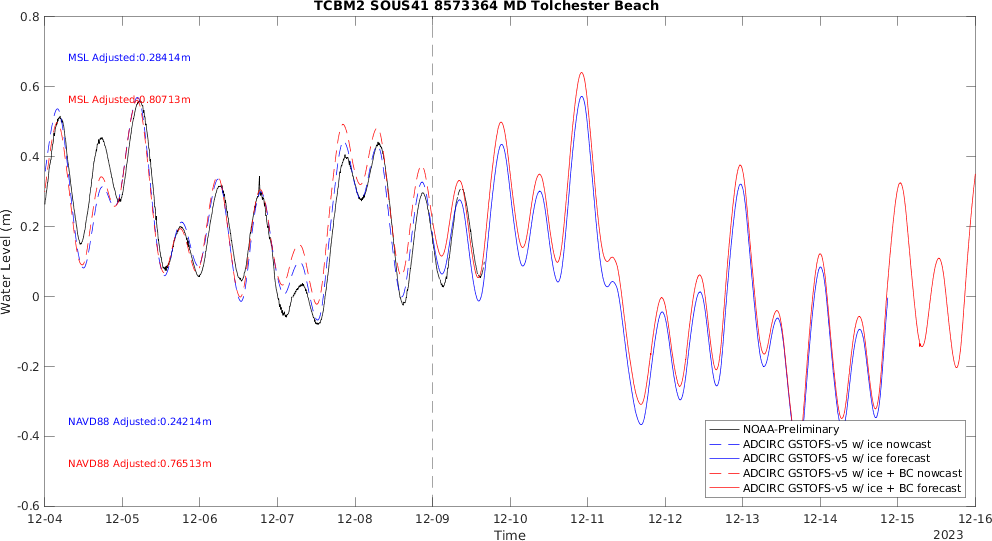 TCBM2 SOUS41 8573364 MD Tolchester Beach
0.8
0.6
0.4
0.2
0
-0.2
-0.4
-0.6
Water Level (m)
MSL Adjusted:0.28414m
MSL Adjusted:0.80713m
NAVD88 Adjusted:0.24214m
NAVD88 Adjusted:0.76513m
NOAA-Preliminary
ADCIRC GSTOFS-v5 w/ ice nowcast
ADCIRC GSTOFS-v5 w/ ice forecast
ADCIRC GSTOFS-v5 w/ ice + BC nowcast
ADCIRC GSTOFS-v5 w/ ice + BC forecast
12-04 12-05 12-06 12-07 12-08 12-09 12-10 12-11 12-12 12-13 12-14 12-15 12-16
Time
2023